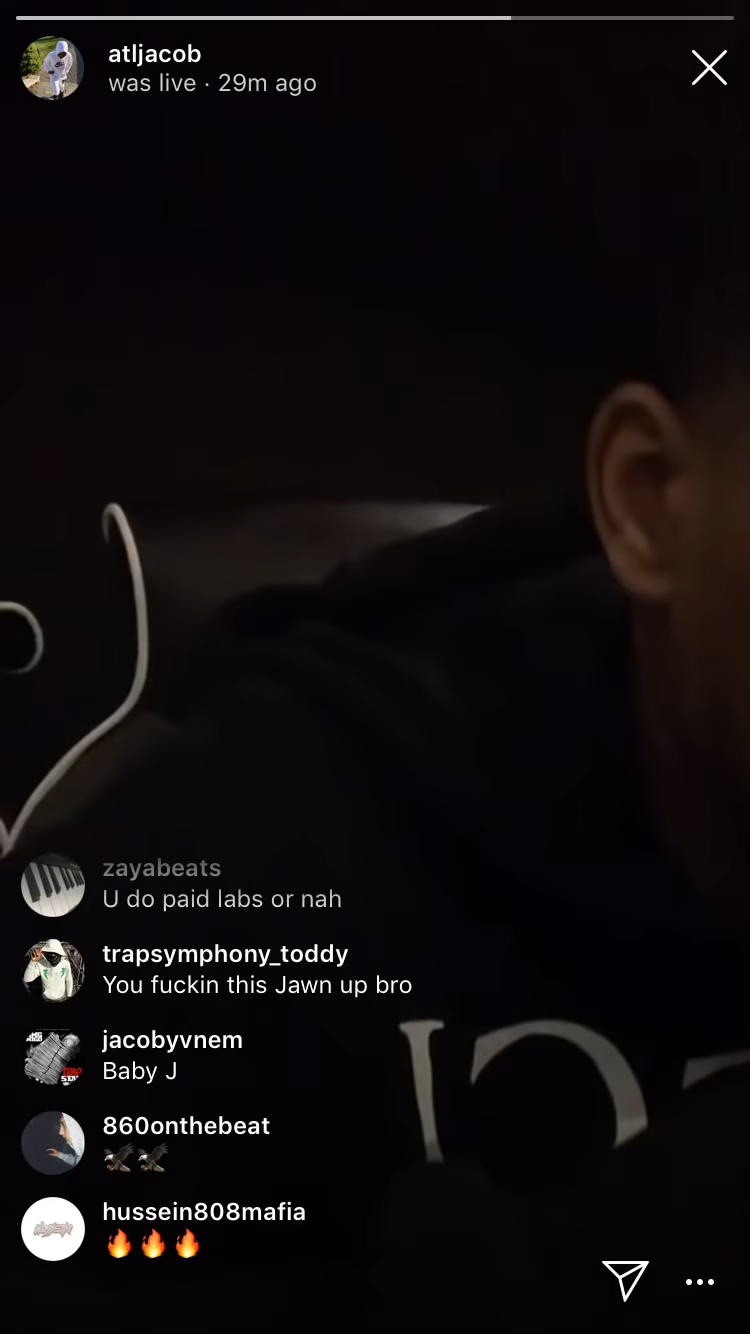 atljacob
was live · 29m ago
zayabeats
U do paid labs or nah
trapsymphony_toddy
You fuckin this Jawn up bro
jacobyvnem
Baby J
860onthebeat
🦅🦅
hussein808mafia
🔥🔥🔥